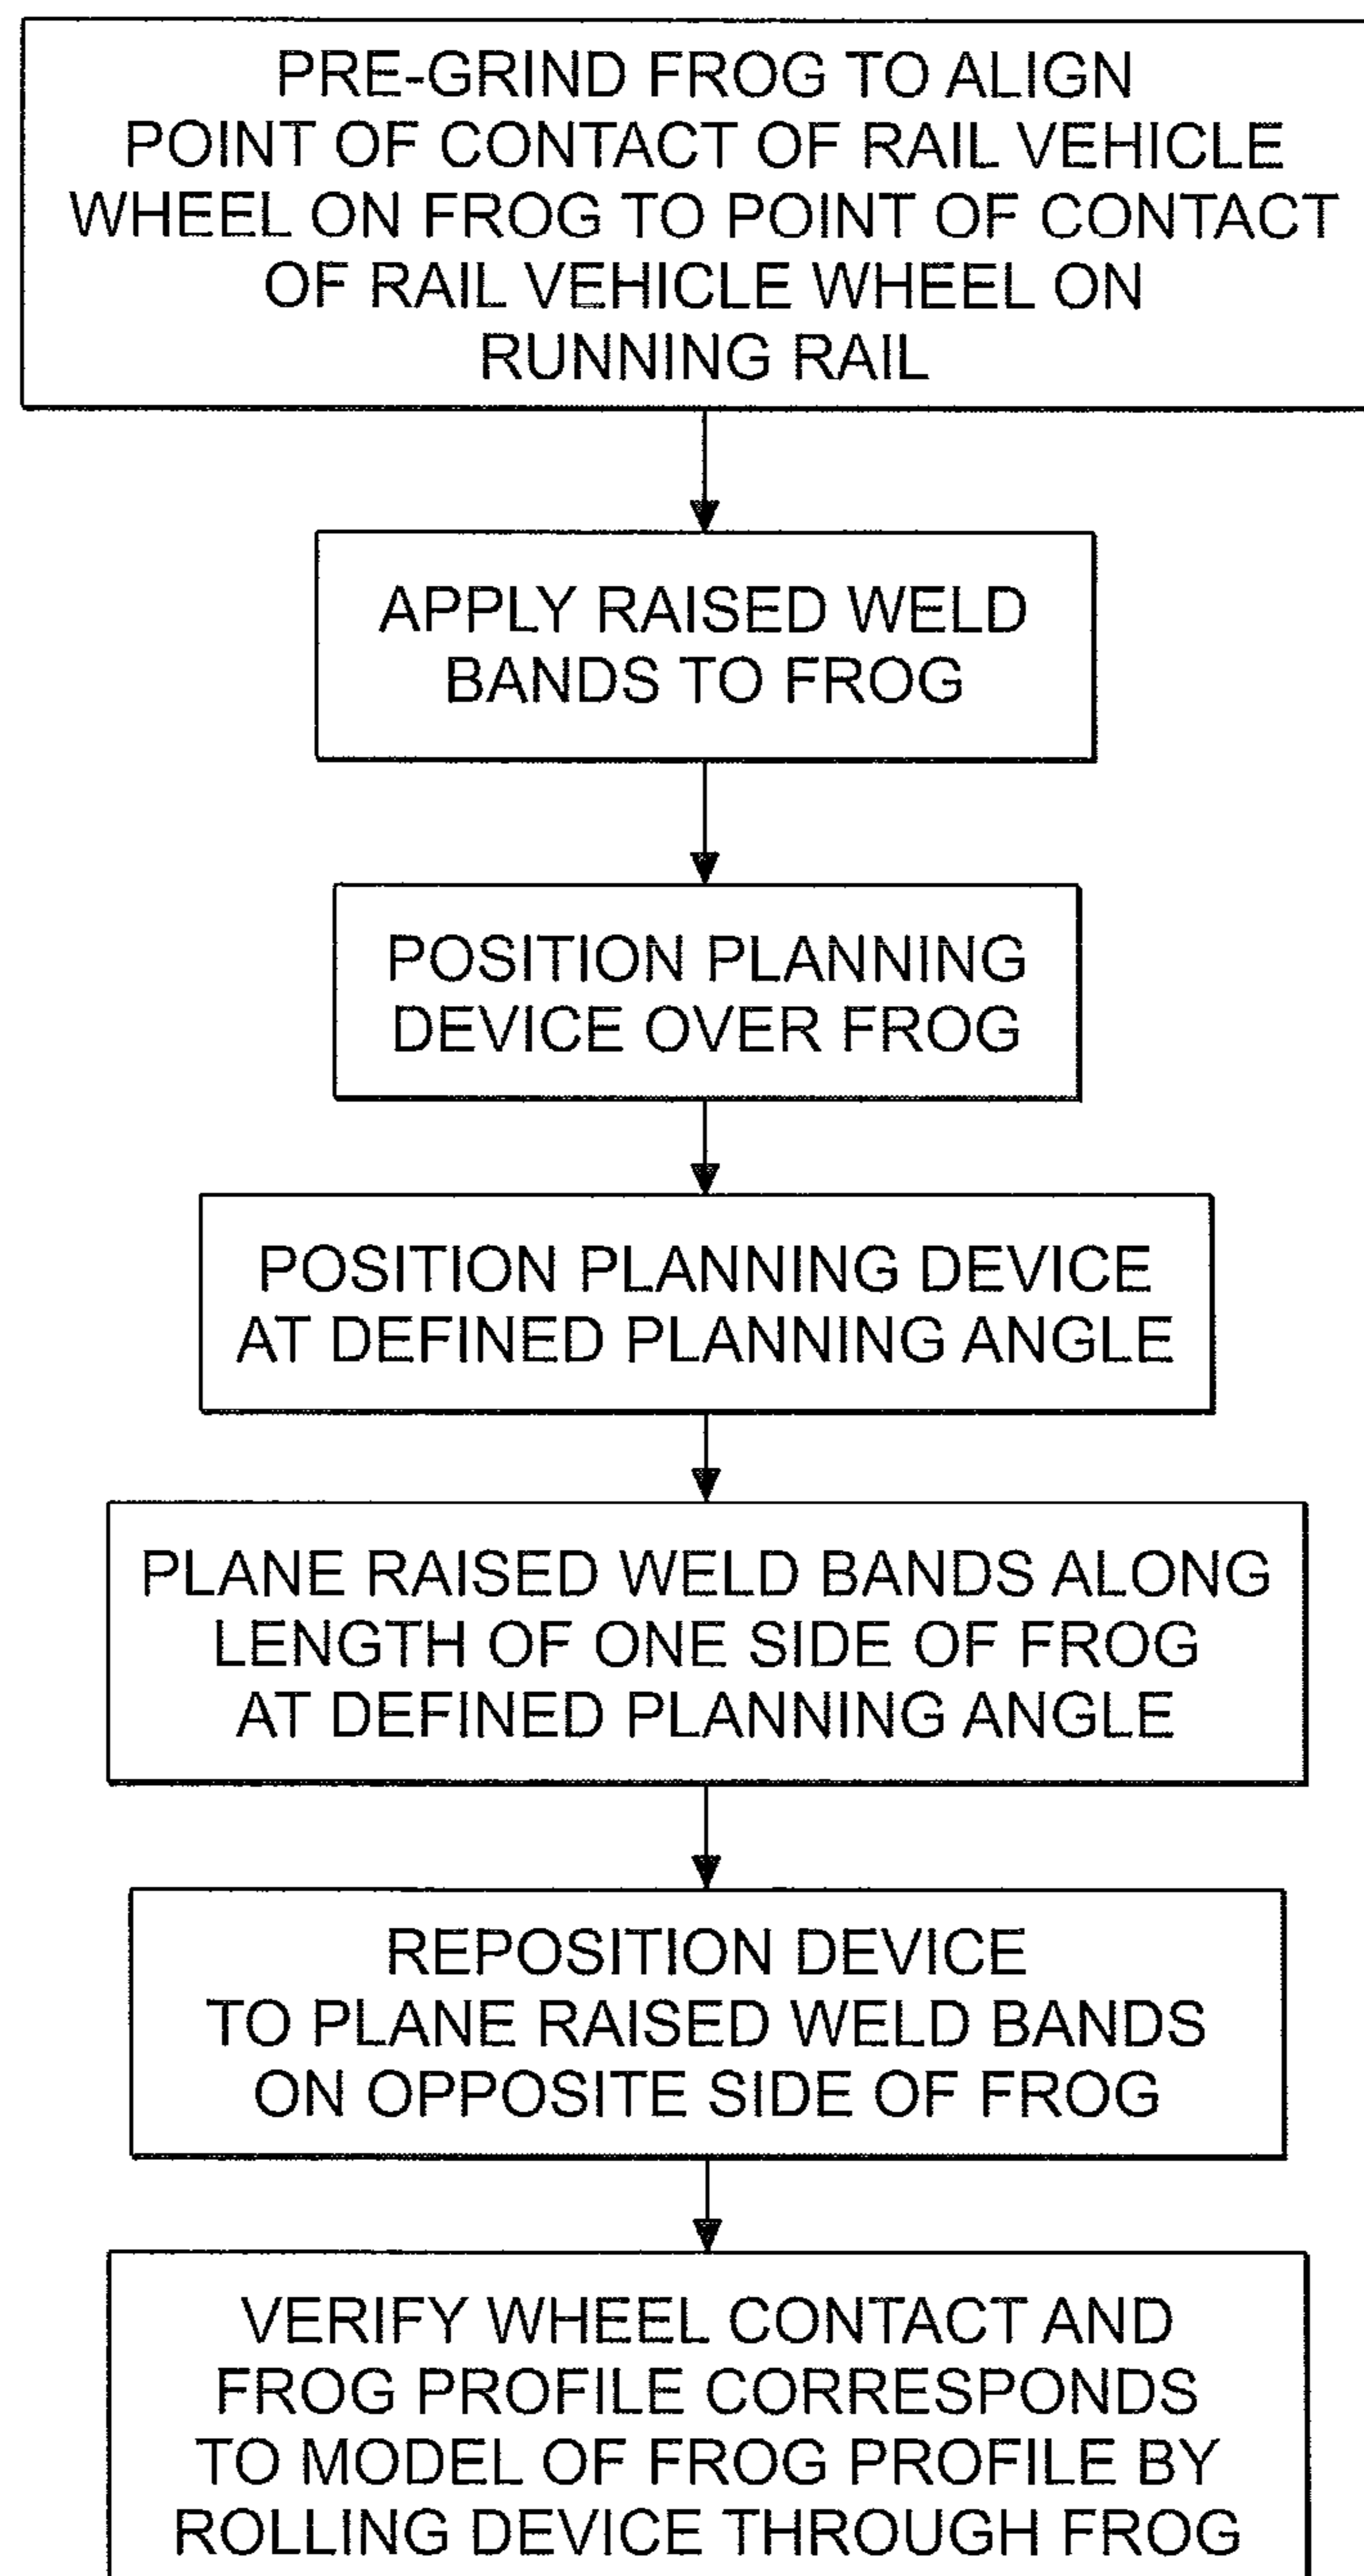 PRE-GRIND FROG TO ALIGN
POINT OF CONTACT OF RAIL VEHICLE
WHEEL ON FROG TO POINT OF CONTACT
OF RAIL VEHICLE WHEEL ON
RUNNING RAIL
APPLY RAISED WELD
BANDS TO FROG
POSITION PLANNING
DEVICE OVER FROG
POSITION PLANNING DEVICE
AT DEFINED PLANNING ANGLE
PLANE RAISED WELD BANDS ALONG
LENGTH OF ONE SIDE OF FROG
AT DEFINED PLANNING ANGLE
REPOSITION DEVICE
TO PLANE RAISED WELD BANDS
ON OPPOSITE SIDE OF FROG
VERIFY WHEEL CONTACT AND
FROG PROFILE CORRESPONDS
TO MODEL OF FROG PROFILE BY
ROLLING DEVICE THROUGH FROG